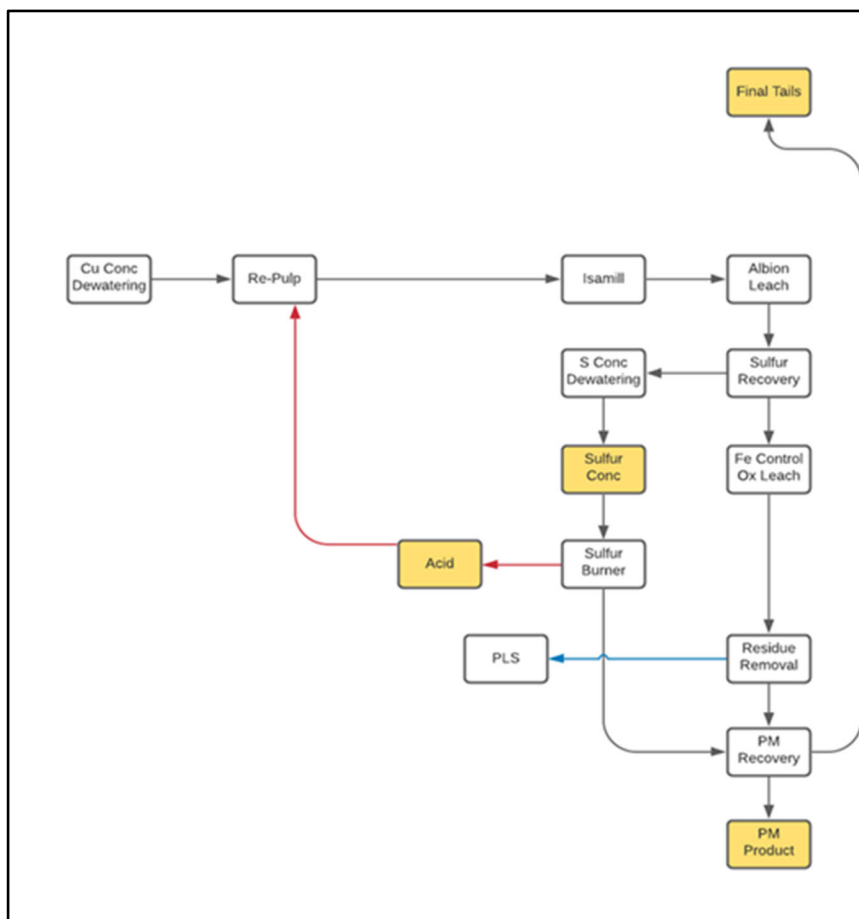 Final Tails
Cu Conc
Dewatering
Re-Pulp
Isamill
Albion
Leach
S Conc
Dewatering
Sulfur
Recovery
Sulfur
Conc
Fe Control
Ox Leach
Acid
Sulfur
Burner
PLS
Residue
Removal
PM
Recovery
PM
Product